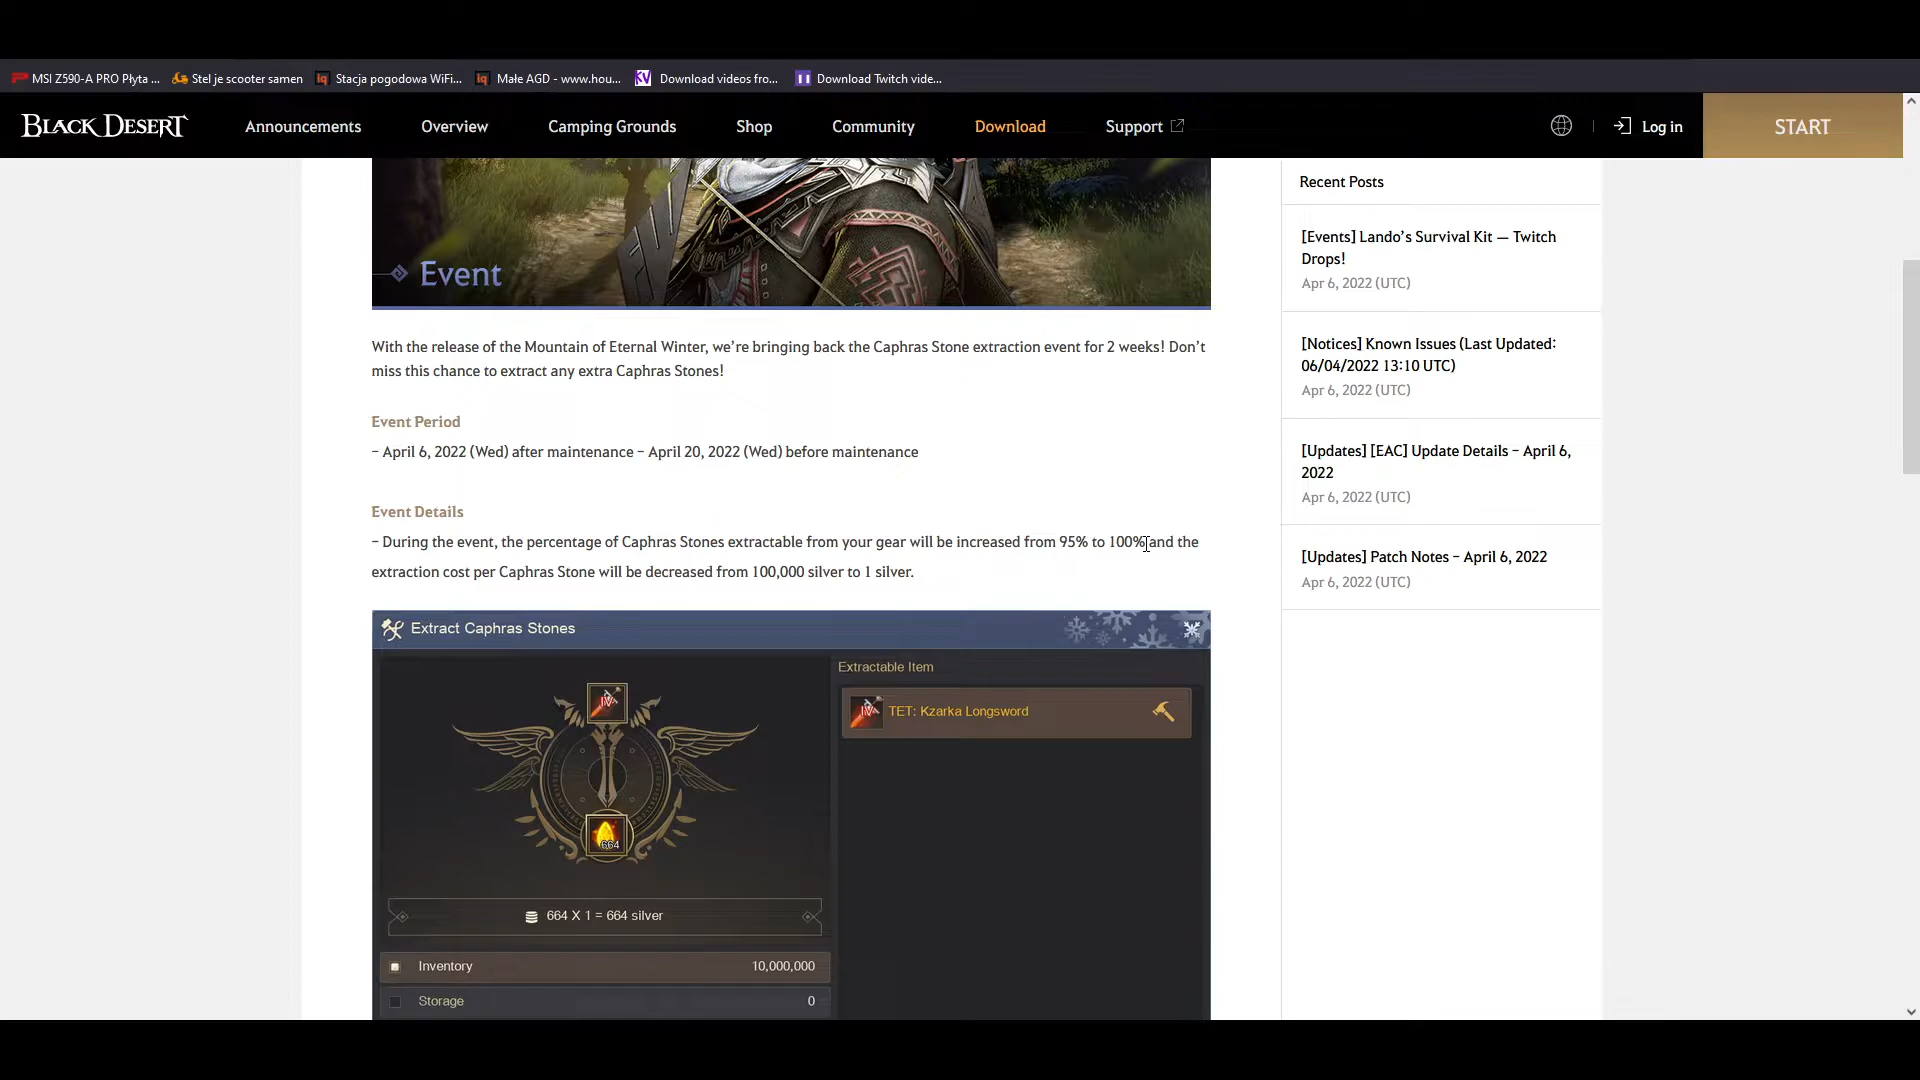 MSI Z590-A PRO Płyta ...
Stel je scooter samen
Stacja pogodowa WiFi...
Małe AGD - www.hou...
Download videos fro...
Download Twitch vide...
BLACK DESERT
Announcements
Overview
Camping Grounds
Shop
Community
Download
Support
Log in
START
Event
With the release of the Mountain of Eternal Winter, we’re bringing back the Caphras Stone extraction event for 2 weeks! Don’t
miss this chance to extract any extra Caphras Stones!
Event Period
– April 6, 2022 (Wed) after maintenance – April 20, 2022 (Wed) before maintenance
Event Details
– During the event, the percentage of Caphras Stones extractable from your gear will be increased from 95% to 100% and the
extraction cost per Caphras Stone will be decreased from 100,000 silver to 1 silver.
Extract Caphras Stones
IV
664
664 X 1 = 664 silver
Inventory 10,000,000
Storage 0
Extractable Item
IV
TET: Kzarka Longsword
Recent Posts
[Events] Lando’s Survival Kit — Twitch
Drops!
Apr 6, 2022 (UTC)
[Notices] Known Issues (Last Updated:
06/04/2022 13:10 UTC)
Apr 6, 2022 (UTC)
[Updates] [EAC] Update Details – April 6,
2022
Apr 6, 2022 (UTC)
[Updates] Patch Notes – April 6, 2022
Apr 6, 2022 (UTC)